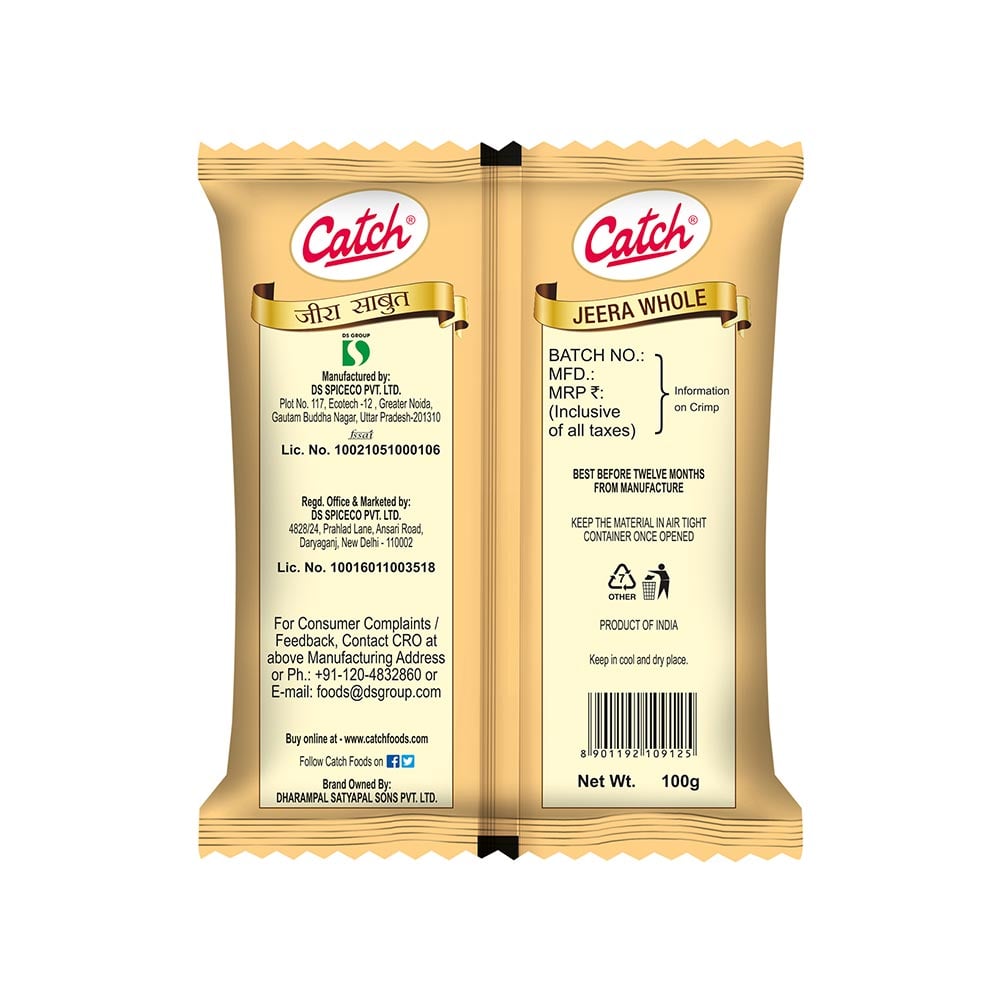 Catch®
जीरा साबुत
DS GROUP
Manufactured by:
DS SPICECO PVT. LTD.
Plot No. 117, Ecotech -12 , Greater Noida,
Gautam Buddha Nagar, Uttar Pradesh-201310
fssai
Lic. No. 10021051000106
Regd. Office & Marketed by:
DS SPICECO PVT. LTD.
4828/24, Prahlad Lane, Ansari Road,
Daryaganj, New Delhi - 110002
Lic. No. 10016011003518
For Consumer Complaints /
Feedback, Contact CRO at
above Manufacturing Address
or Ph.: +91-120-4832860 or
E-mail: foods@dsgroup.com
Buy online at - www.catchfoods.com
Follow Catch Foods on
Brand Owned By:
DHARAMPAL SATYAPAL SONS PVT. LTD.
Catch®
JEERA WHOLE
BATCH NO.:
MFD.:
MRP ₹:
(Inclusive
of all taxes)
Information
on Crimp
BEST BEFORE TWELVE MONTHS
FROM MANUFACTURE
KEEP THE MATERIAL IN AIR TIGHT
CONTAINER ONCE OPENED
7
OTHER
PRODUCT OF INDIA
Keep in cool and dry place.
8 901192 109125
Net Wt. 100g